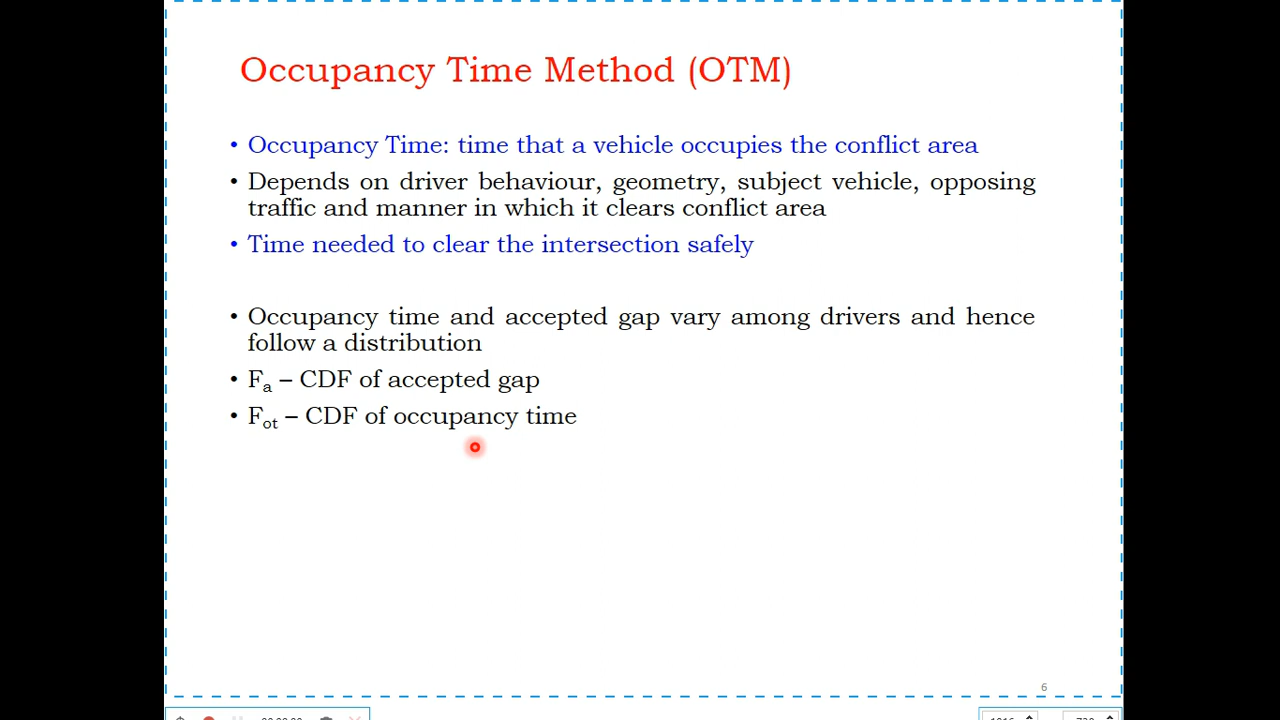 Occupancy Time Method (OTM)
• Occupancy Time: time that a vehicle occupies the conflict area
• Depends on driver behaviour, geometry, subject vehicle, opposing
traffic and manner in which it clears conflict area
• Time needed to clear the intersection safely
• Occupancy time and accepted gap vary among drivers and hence
follow a distribution
• Fa – CDF of accepted gap
• Fot – CDF of occupancy time
6